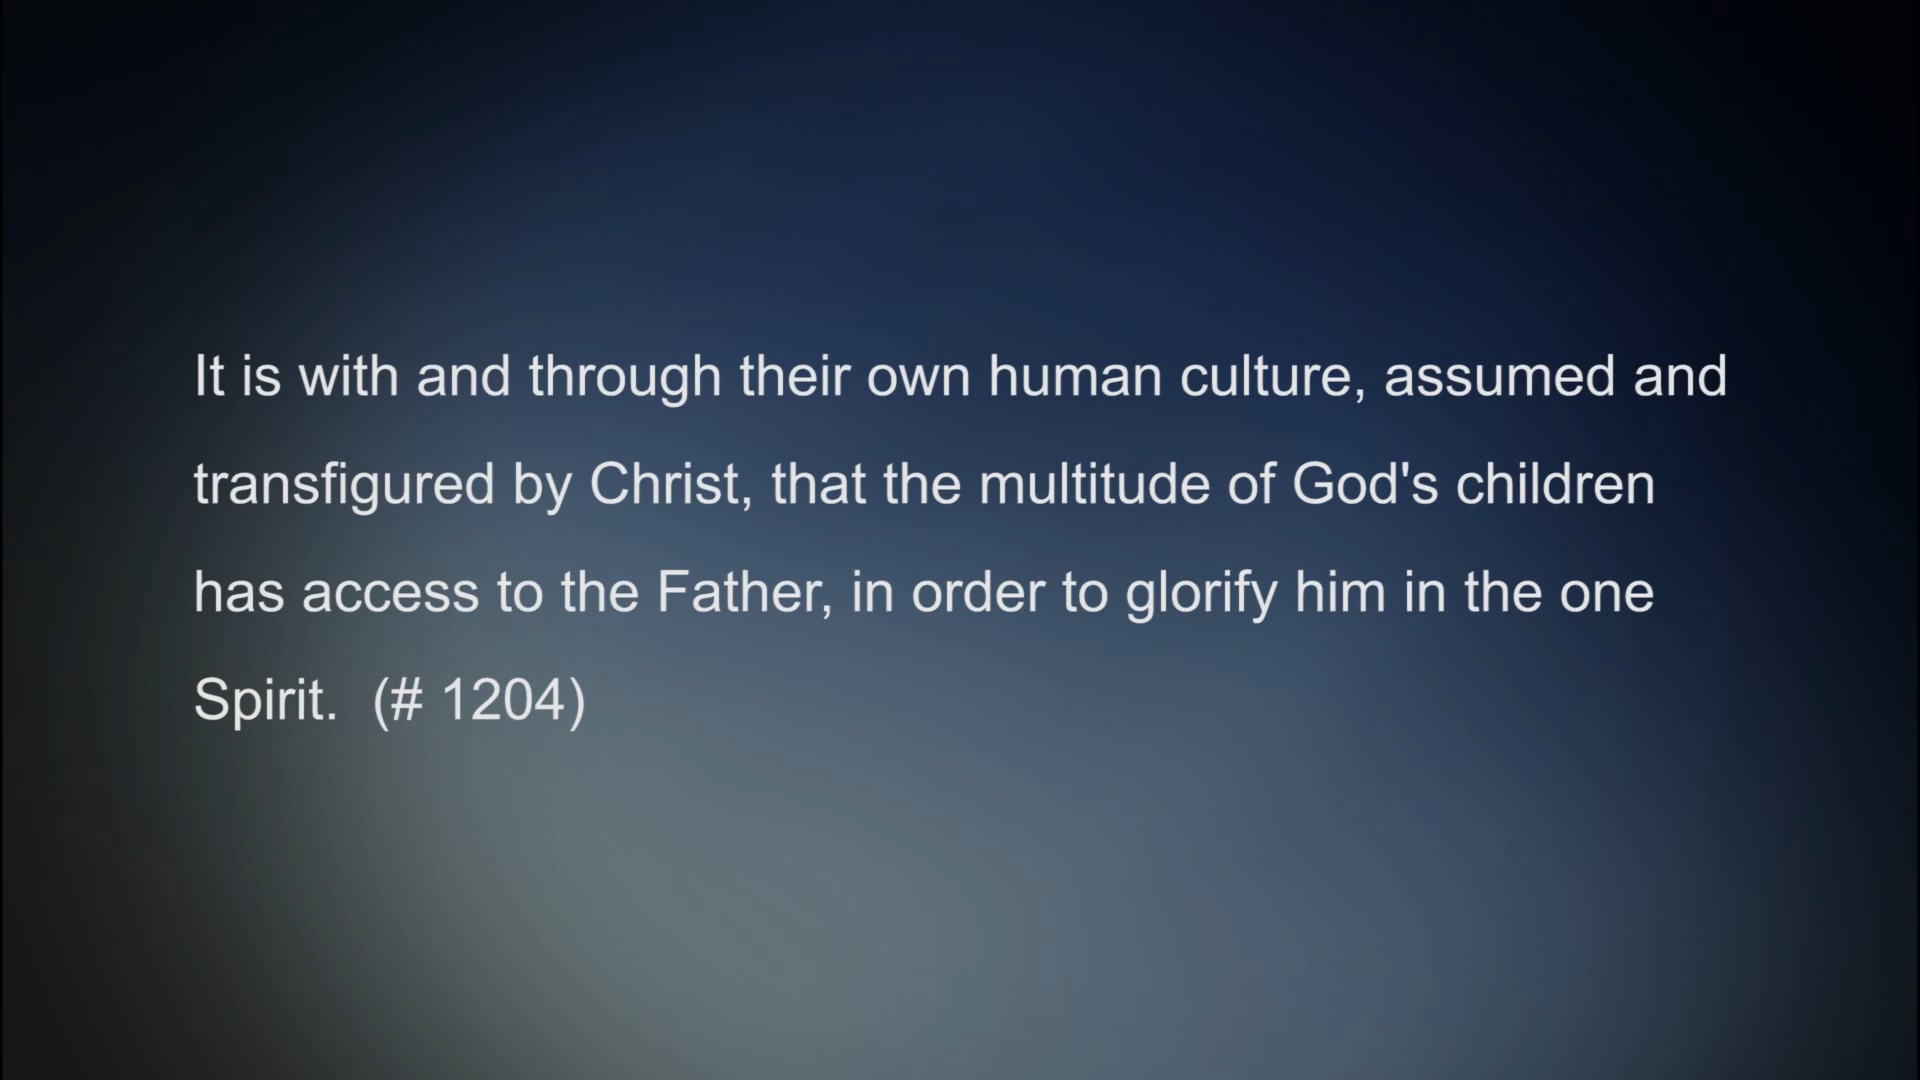 It is with and through their own human culture, assumed and
transfigured by Christ, that the multitude of God's children
has access to the Father, in order to glorify him in the one
Spirit.  (# 1204)